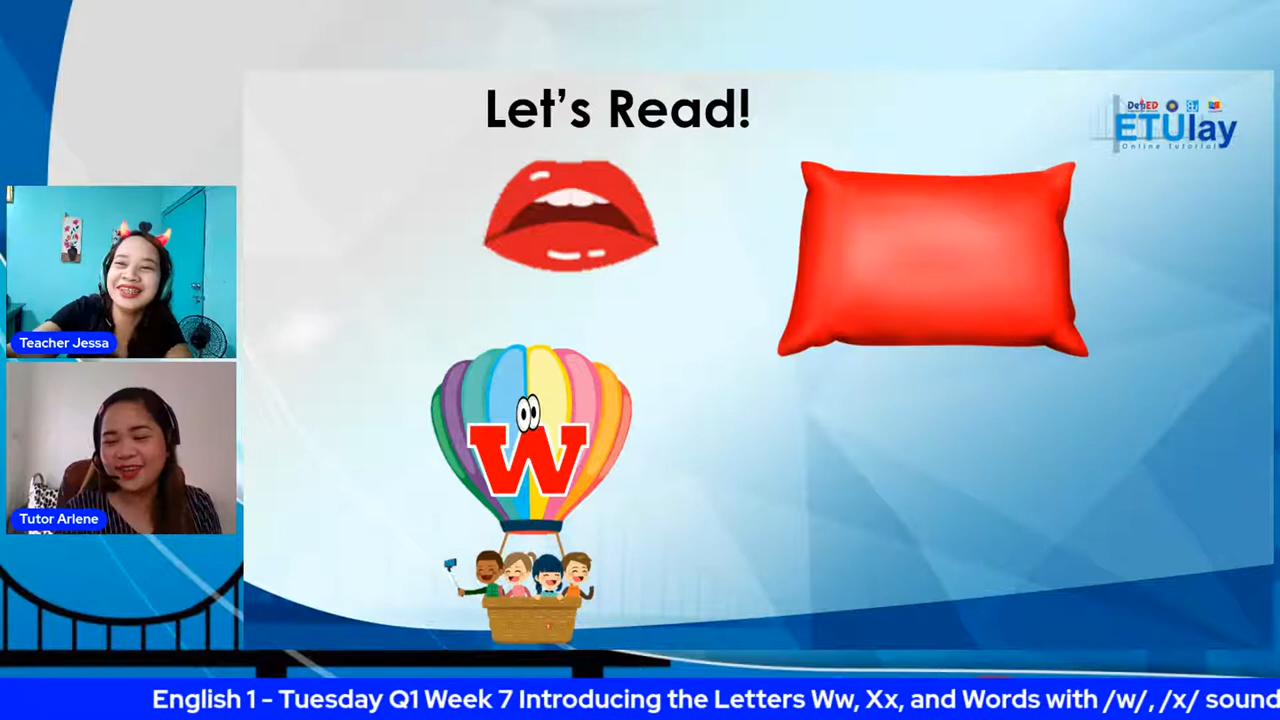 Let's Read!
DepED
ETUlay
Online Tutorial
Teacher Jessa
W
Tutor Arlene
English 1 - Tuesday Q1 Week 7 Introducing the Letters Ww, Xx, and Words with /w/, /x/ sound